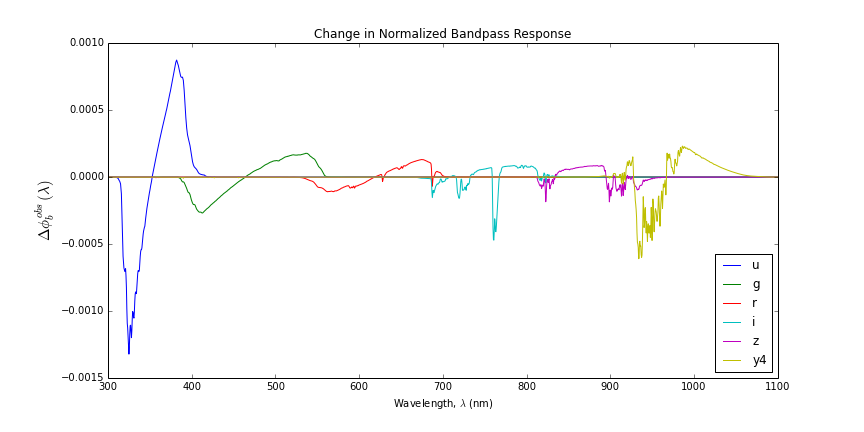 Change in Normalized Bandpass Response
0.0010
0.0005
0.0000
−0.0005
−0.0010
−0.0015
Δϕ_b^{obs}(λ)
300 400 500 600 700 800 900 1000 1100
Wavelength, λ (nm)
u
g
r
i
z
y4